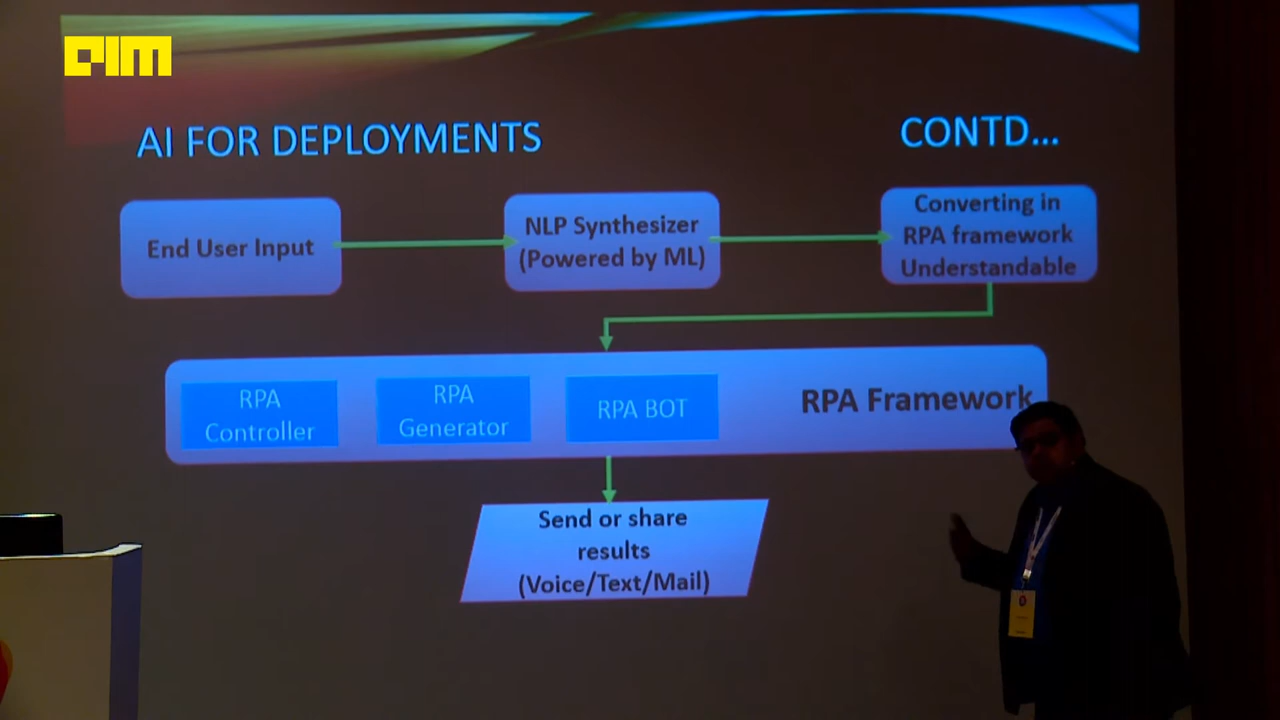 AIM
AI FOR DEPLOYMENTS
CONTD...
End User Input
NLP Synthesizer
(Powered by ML)
Converting in
RPA framework
Understandable
RPA
Controller
RPA
Generator
RPA BOT
RPA Framework
Send or share
results
(Voice/Text/Mail)